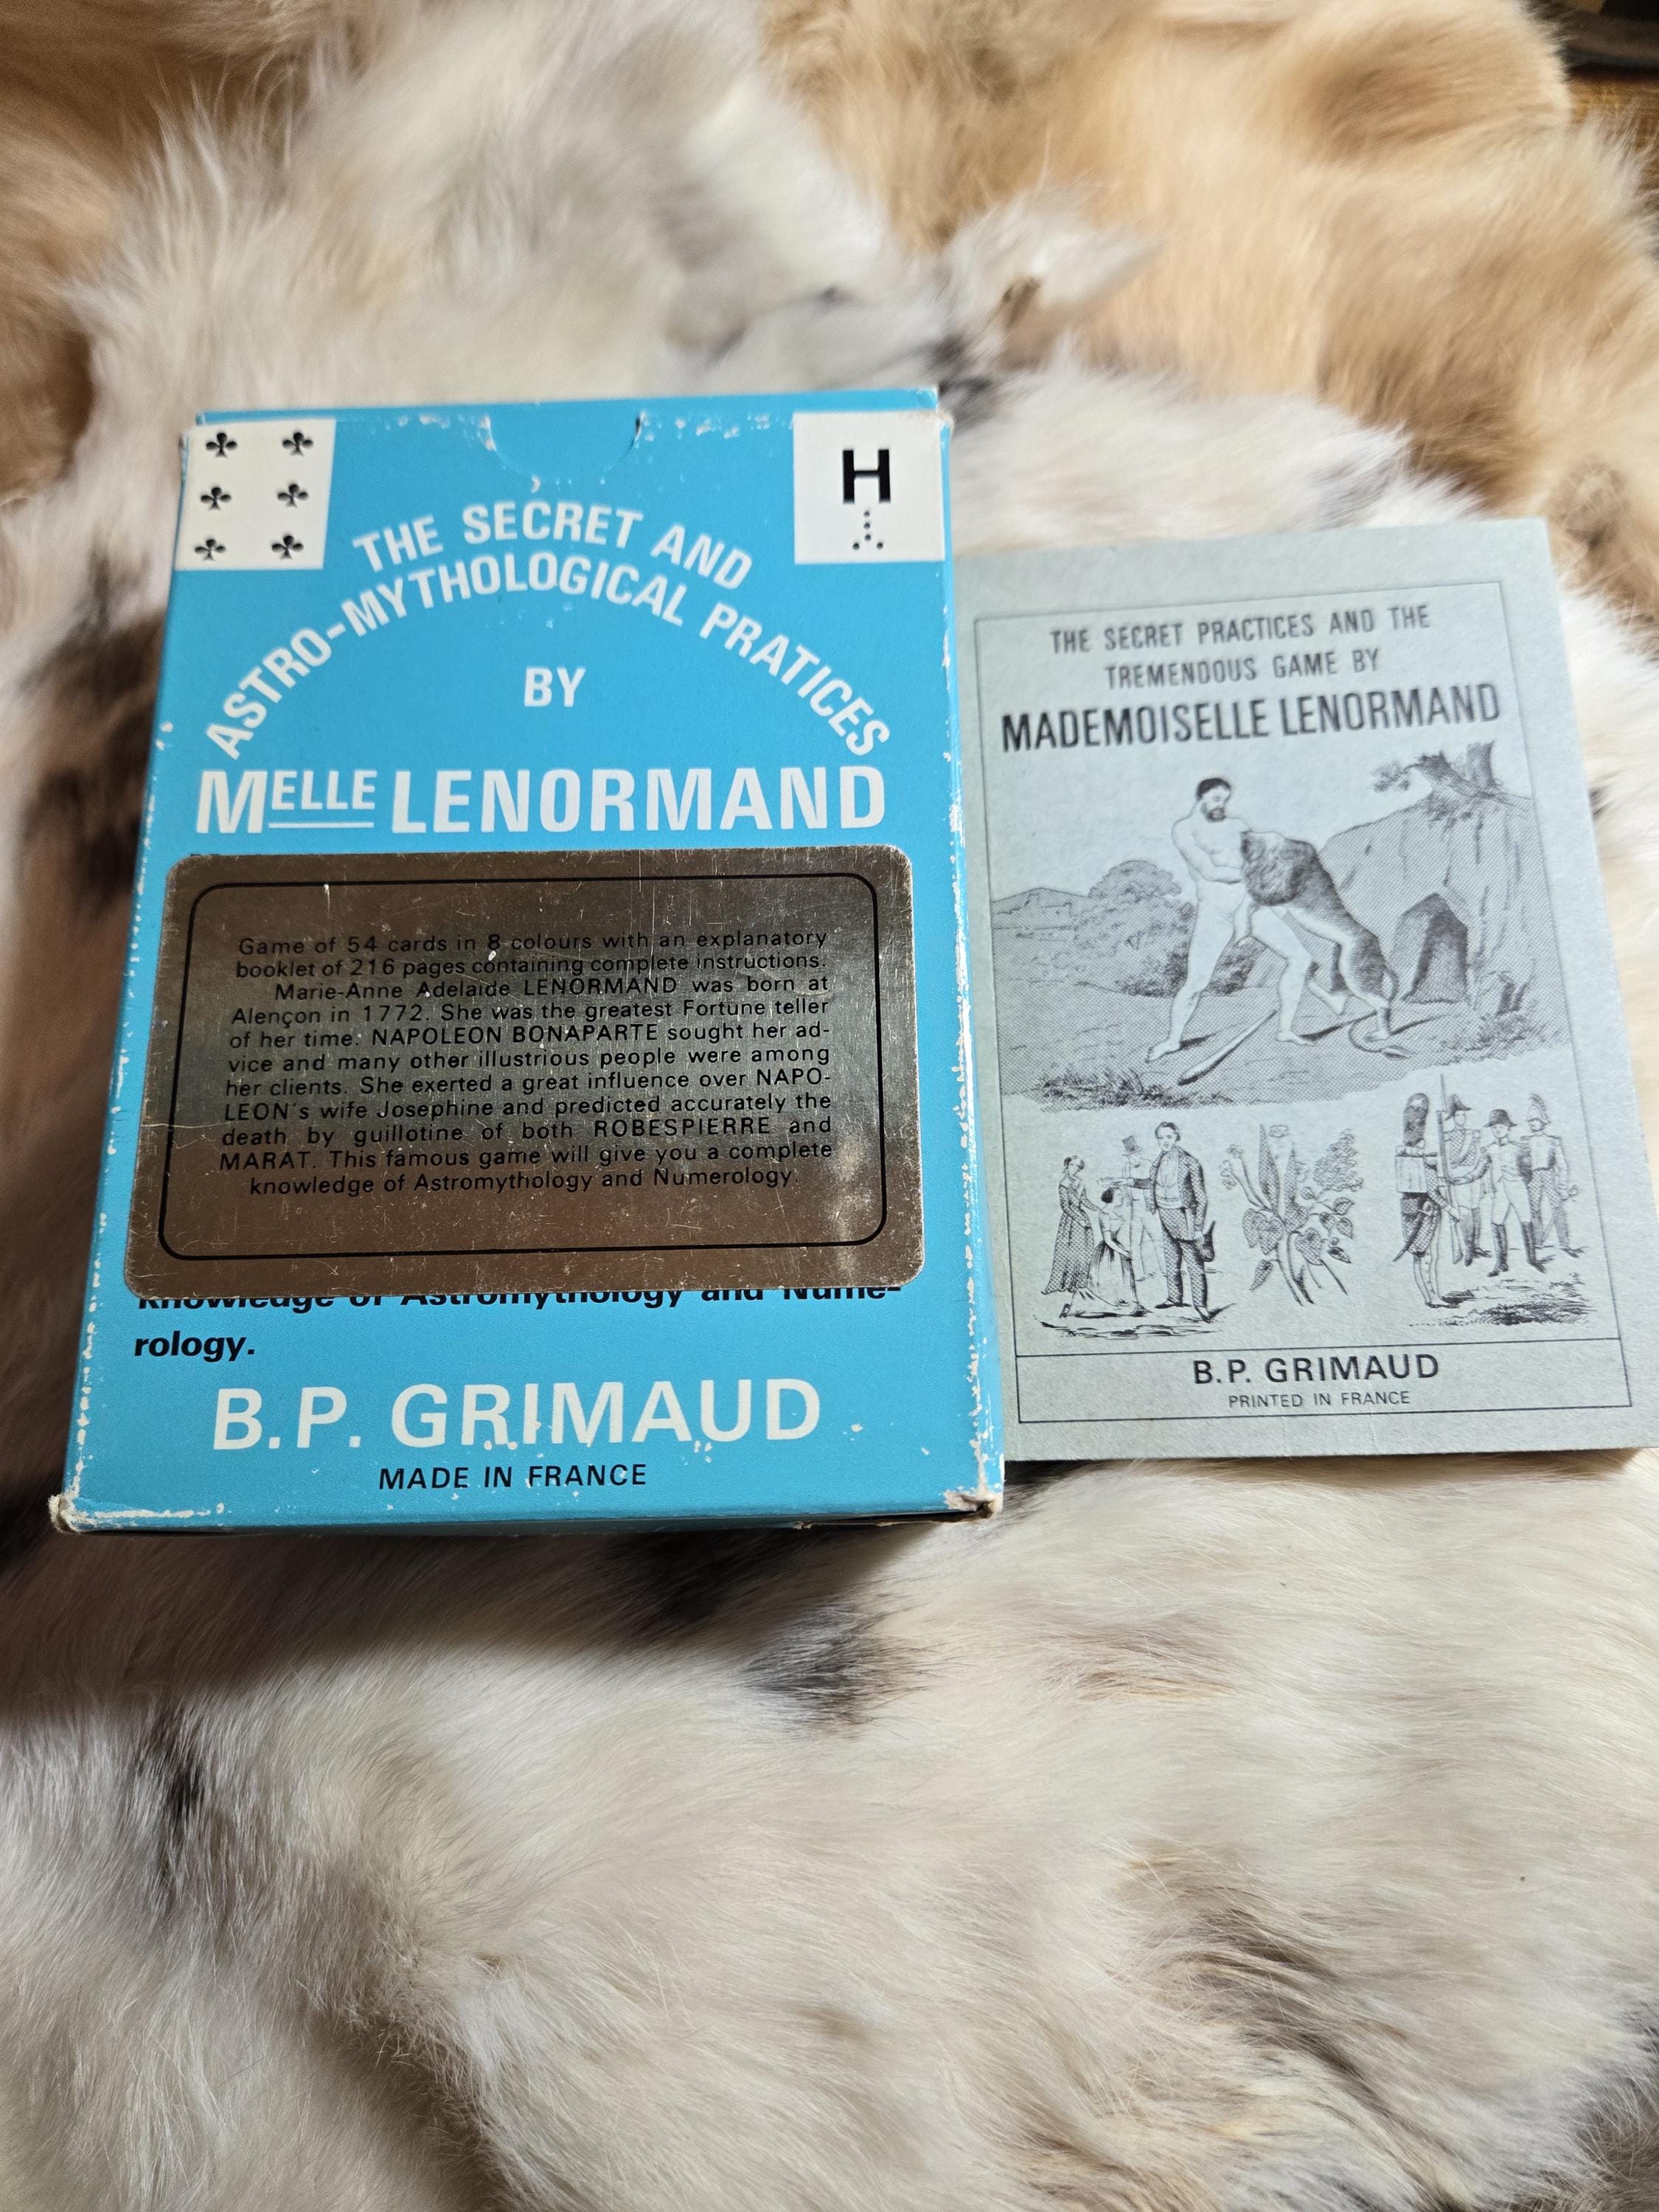 H
THE SECRET AND
ASTRO-MYTHOLOGICAL PRATICES
BY
MELLE LENORMAND
Game of 54 cards in 8 colours with an explanatory
booklet of 216 pages containing complete instructions.
Marie-Anne Adelaide LENORMAND was born at
Alençon in 1772. She was the greatest Fortune teller
of her time. NAPOLEON BONAPARTE sought her ad-
vice and many other illustrious people were among
her clients. She exerted a great influence over NAPO-
LEON's wife Josephine and predicted accurately the
death by guillotine of both ROBESPIERRE and
MARAT. This famous game will give you a complete
knowledge of Astromythology and Numerology.
Knowledge of Astromythology and Nume-
rology.
B.P. GRIMAUD
MADE IN FRANCE
THE SECRET PRACTICES AND THE
TREMENDOUS GAME BY
MADEMOISELLE LENORMAND
B.P. GRIMAUD
PRINTED IN FRANCE